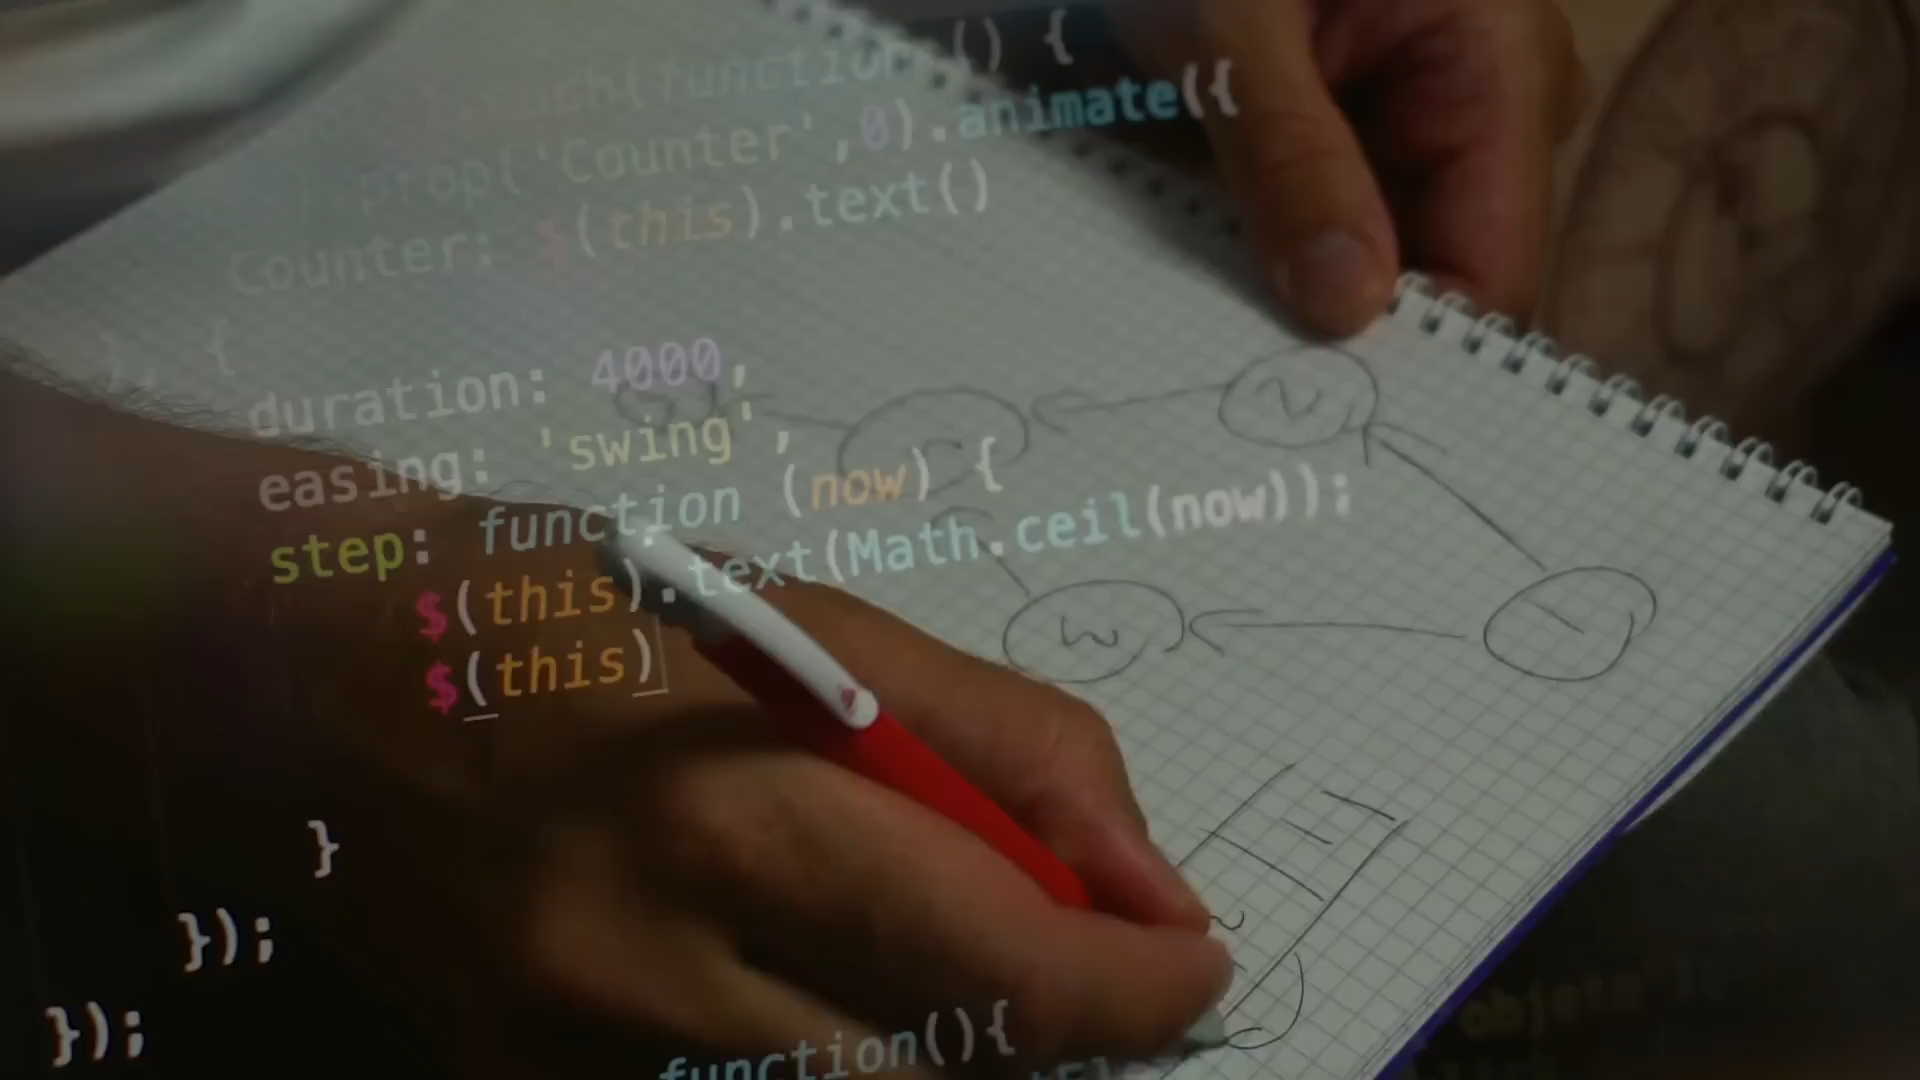 (function() {
.prop('Counter',0).animate({
Counter: $(this).text()
}, {
duration: 4000,
easing: 'swing',
step: function (now) {
$(this).text(Math.ceil(now));
$(this)
}
});
});
function(){